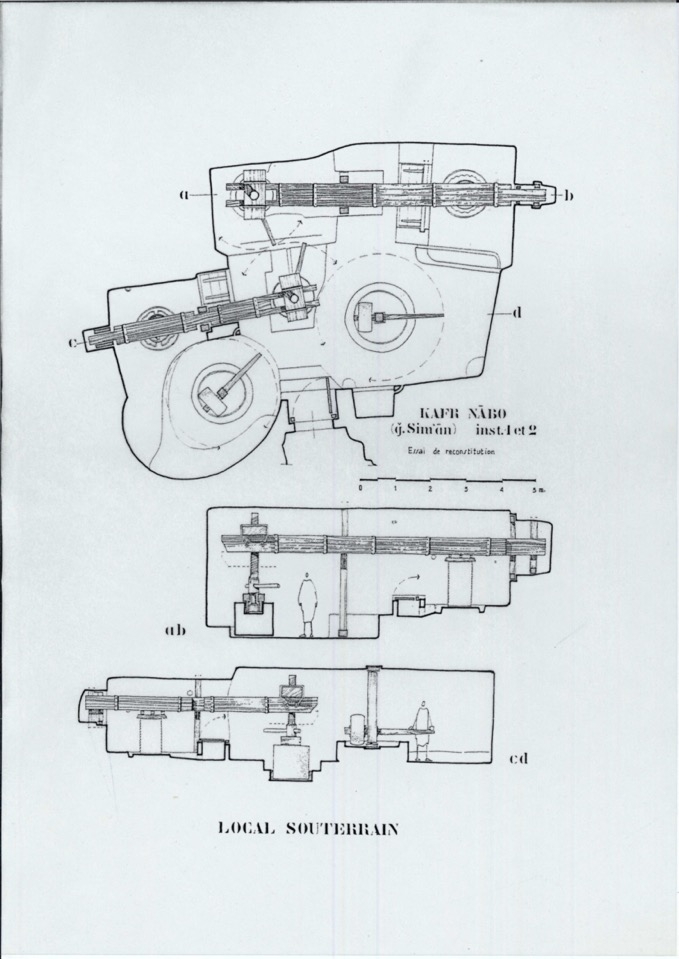 a
b
c
d
KAFR NĀBO
(ğ. Sim'ān) inst. 1 et 2
Essai de reconstitution
0 1 2 3 4 5 m.
ab
cd
LOCAL SOUTERRAIN